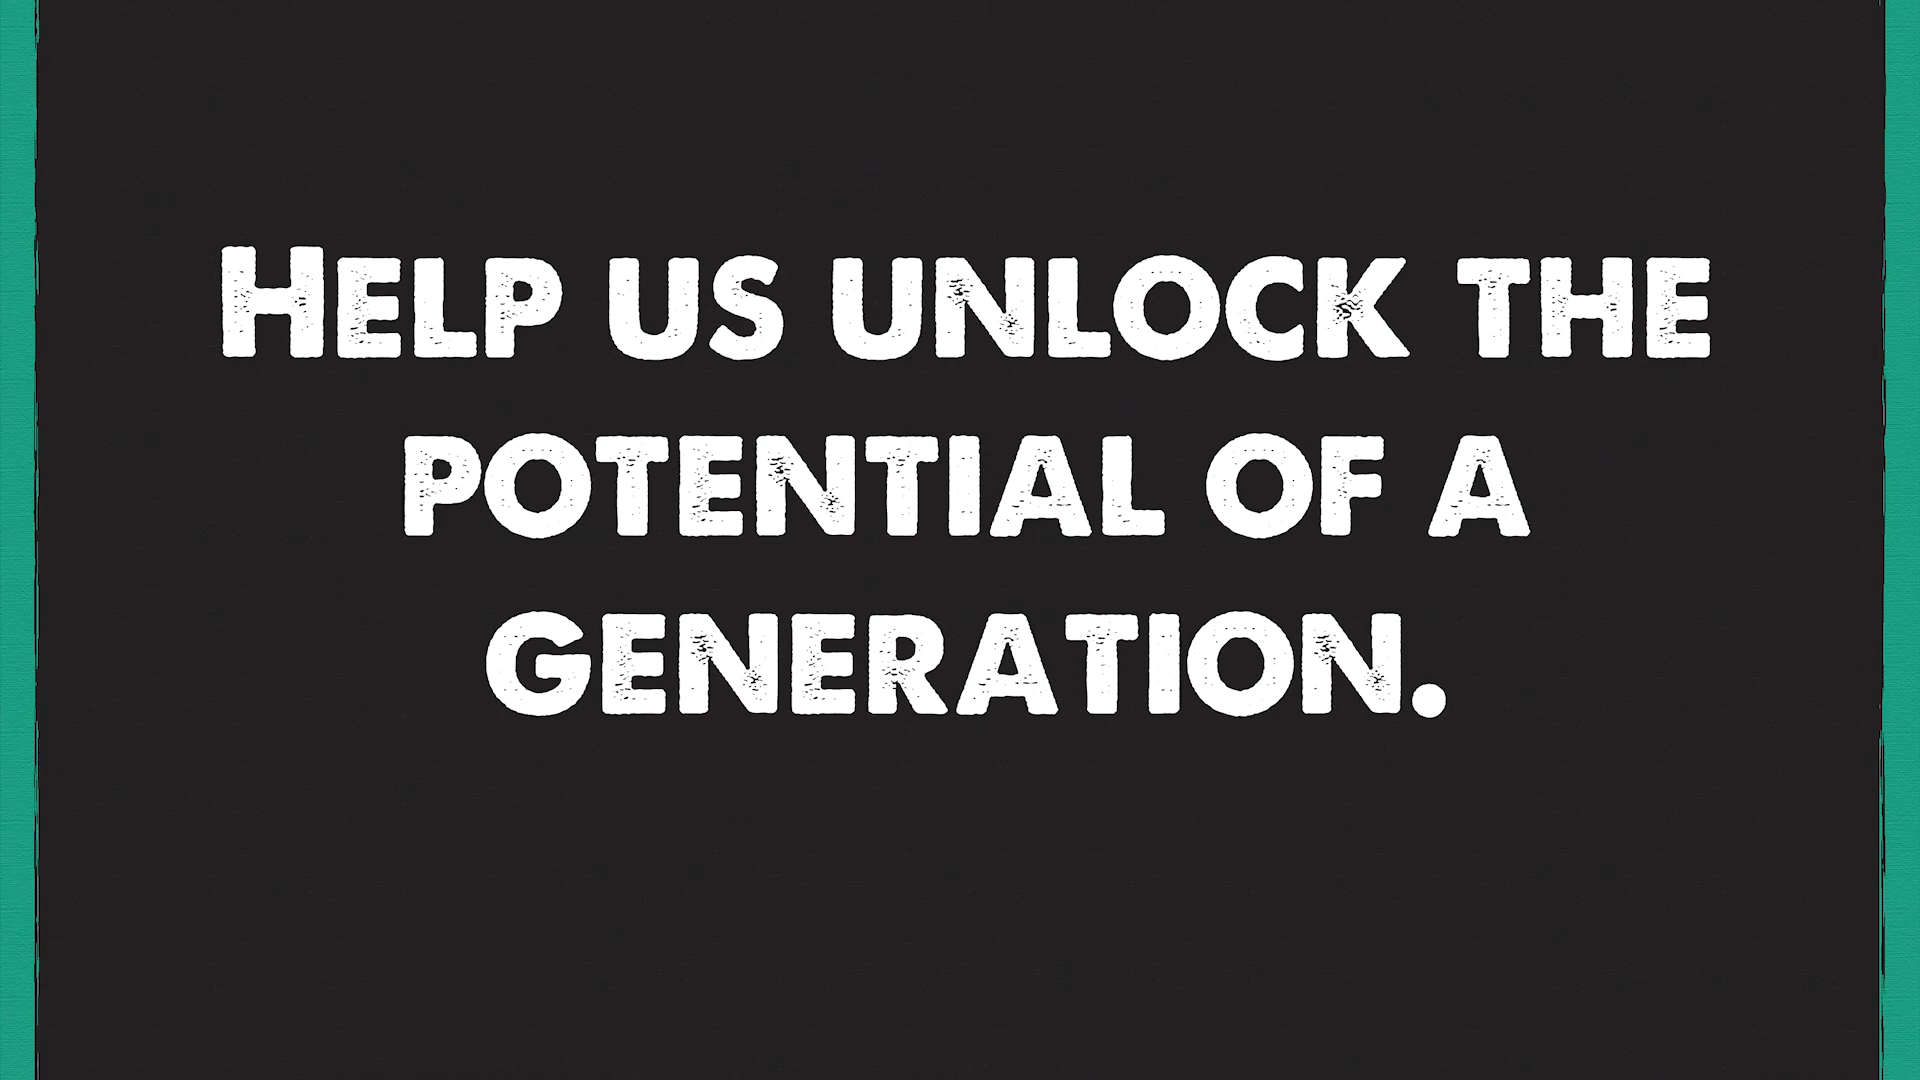 Help us unlock the
potential of a
generation.